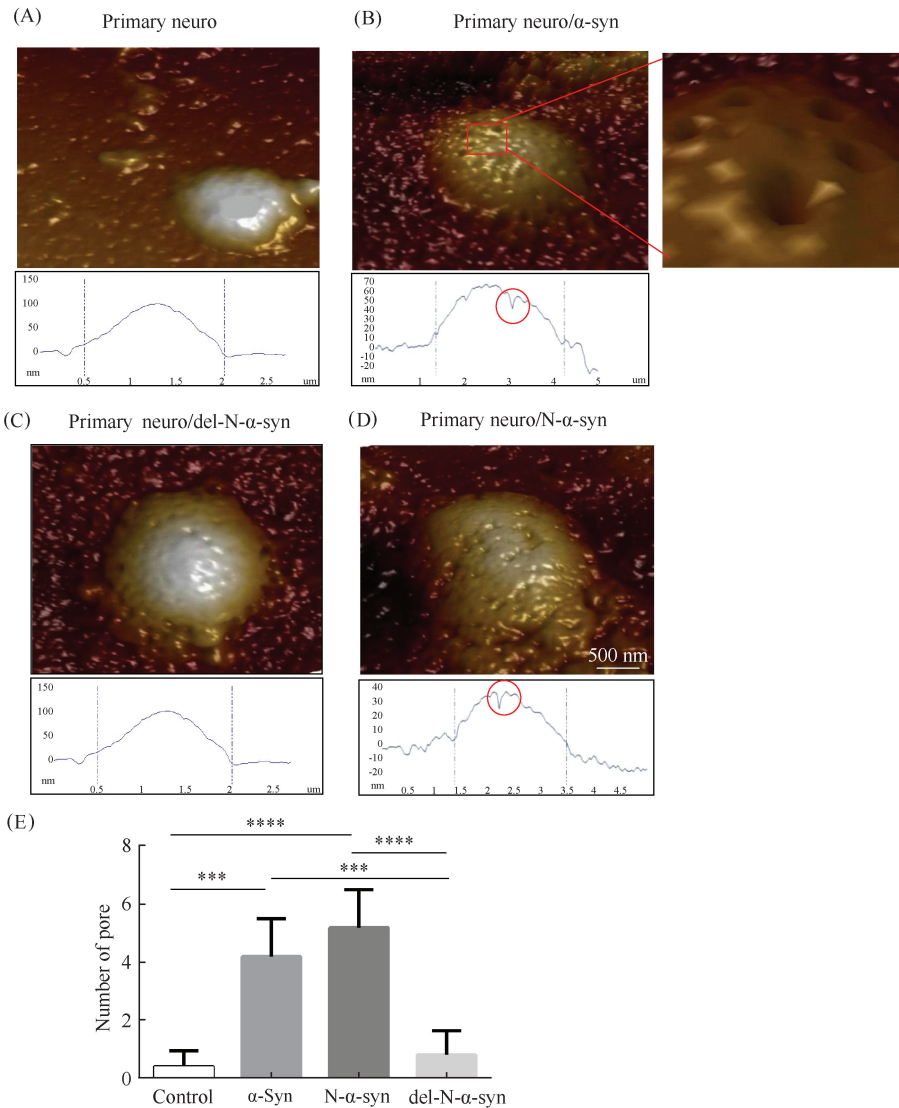 (A)
Primary neuro
(B)
Primary neuro/α-syn
150
100
50
0
nm
0.5 1 1.5 2 2.5 um
70
60
50
40
30
20
10
0
-10
-20
nm
1 2 3 4 5 um
(C)
Primary neuro/del-N-α-syn
(D)
Primary neuro/N-α-syn
500 nm
150
100
50
0
nm
0.5 1 1.5 2 2.5 um
40
30
20
10
0
-10
-20
nm
0.5 1 1.5 2 2.5 3 3.5 4 4.5 um
(E)
Number of pore
8
6
4
2
0
****
****
***
***
Control α-Syn N-α-syn del-N-α-syn